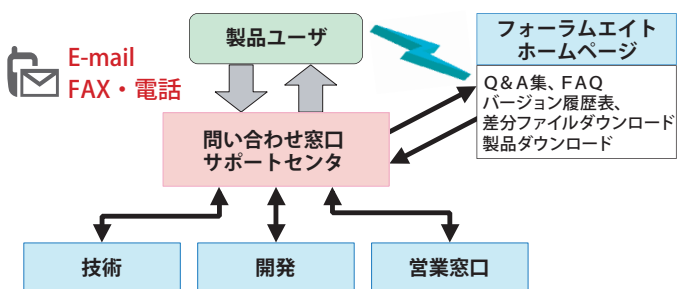 製品ユーザ
E-mail
FAX・電話
フォーラムエイト
ホームページ
Q&A集、FAQ
バージョン履歴表、
差分ファイルダウンロード
製品ダウンロード
問い合わせ窓口
サポートセンタ
技術
開発
営業窓口